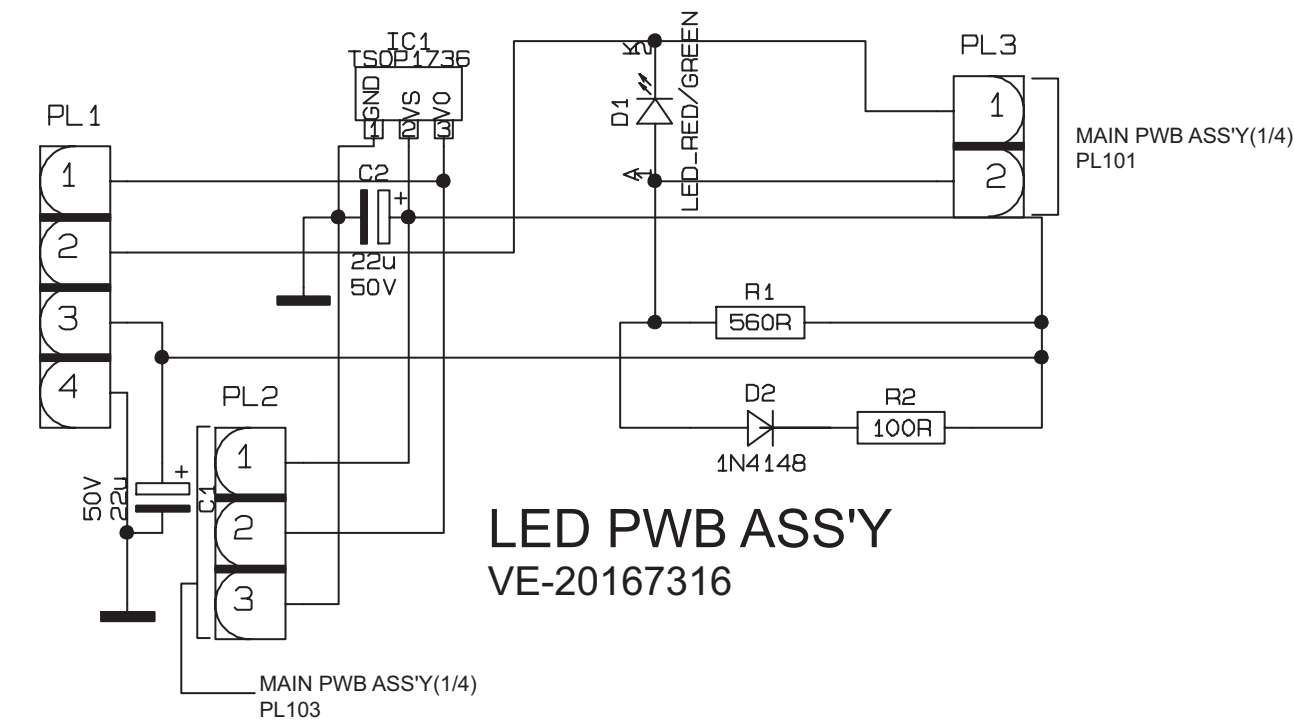 IC1
TSOP1736
GND
VS
VO
1
2
3
PL1
1
2
3
4
C2
+
22u
50V
K
2
D1
LED_RED/GREEN
A
1
PL3
1
2
MAIN PWB ASS'Y(1/4)
PL101
R1
560R
D2
1N4148
R2
100R
PL2
1
2
3
50V
22u
+
C1
LED PWB ASS'Y
VE-20167316
MAIN PWB ASS'Y(1/4)
PL103